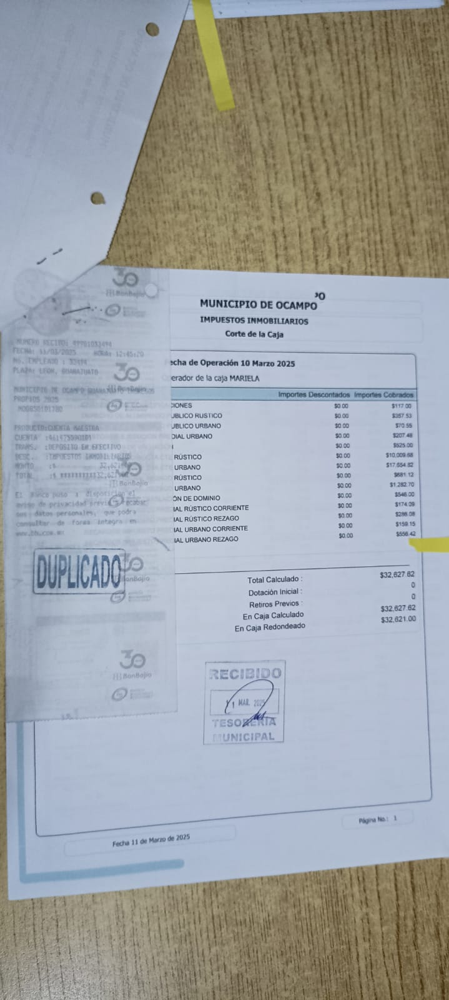 30
BanBajío
NUMERO RECIBO: 49701033494
FECHA: 11/03/2025 HORA: 12:45:20
NO. EMPLEADO : 33494
PLAZA: LEON, GUANAJUATO
MUNICIPIO DE OCAMPO GUANAJUATO
PROPIOS 2025
MOC850101780
PRODUCTO:CUENTA MAESTRA
CUENTA :461475590101
TRANS. :DEPOSITO EN EFECTIVO
DESC. :IMPUESTOS INMOBILIARIOS
MONTO :$ 32,621
TOTAL :$ **********32,621
El Banco puso a disposición el
aviso de privacidad previo a recabar
sus datos personales, que podra
consultar de forma integra en
www.bb.com.mx
DUPLICADO
30
BanBajío
30
BanBajío
'O
MUNICIPIO DE OCAMPO
IMPUESTOS INMOBILIARIOS
Corte de la Caja
echa de Operación 10 Marzo 2025
erador de la caja MARIELA
Importes Descontados Importes Cobrados
CIONES $0.00 $117.00
UBLICO RUSTICO $0.00 $357.53
UBLICO URBANO $0.00 $70.55
DIAL URBANO $0.00 $207.48
$0.00 $525.00
RÚSTICO $0.00 $10,009.68
URBANO $0.00 $17,654.82
RÚSTICO $0.00 $681.12
URBANO $0.00 $1,282.70
ÓN DE DOMINIO $0.00 $546.00
IAL RÚSTICO CORRIENTE $0.00 $174.09
IAL RÚSTICO REZAGO $0.00 $286.08
IAL URBANO CORRIENTE $0.00 $159.15
IAL URBANO REZAGO $0.00 $556.42
Total Calculado : $32,627.62
Dotación Inicial : 0
Retiros Previos : 0
En Caja Calculado $32,627.62
En Caja Redondeado $32,621.00
RECIBIDO
11 MAR. 2025
TESORERIA
MUNICIPAL
Página No.: 1
Fecha 11 de Marzo de 2025